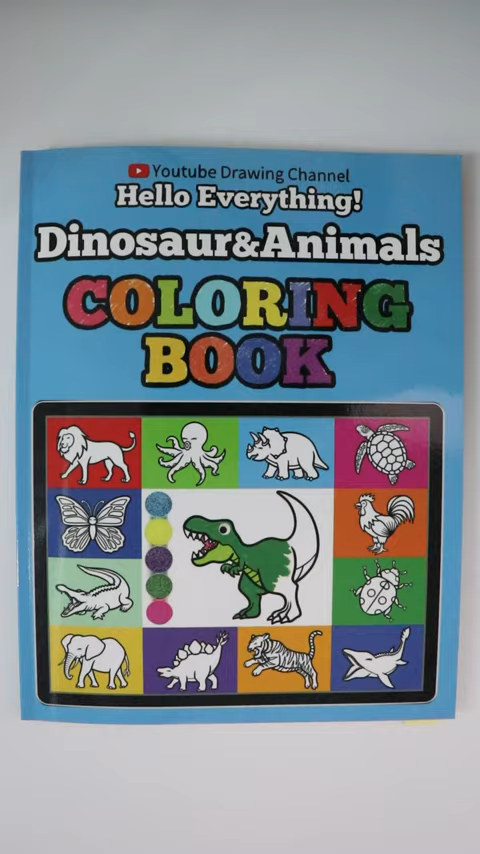 Youtube Drawing Channel
Hello Everything!
Dinosaur&Animals
COLORING
BOOK